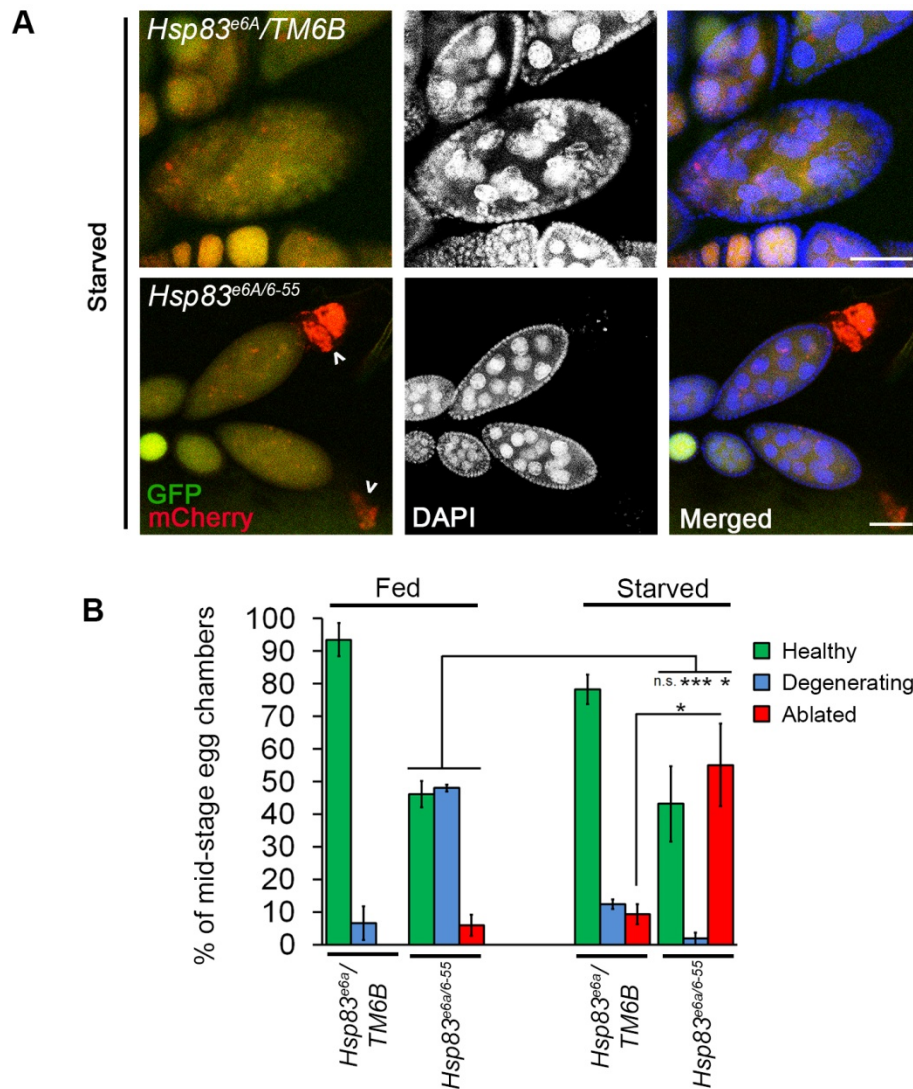 A
Starved
Hsp83e6A/TM6B
Hsp83e6A/6-55
GFP
mCherry
DAPI
Merged
B
Fed
Starved
% of mid-stage egg chambers
100
90
80
70
60
50
40
30
20
10
0
n.s. *** *
*
Healthy
Degenerating
Ablated
Hsp83e6a/
TM6B
Hsp83e6a/6-55
Hsp83e6a/
TM6B
Hsp83e6a/6-55